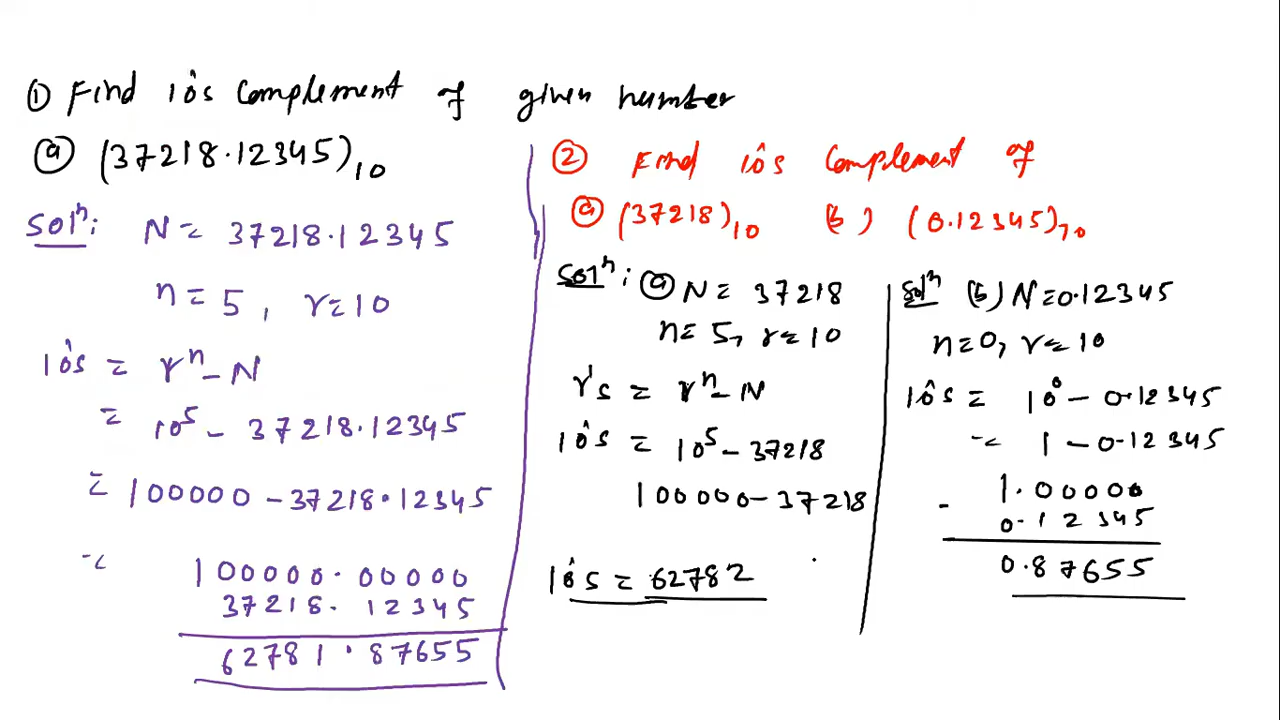 ① Find 10's complement of given number
ⓐ (37218.12345)₁₀
Solⁿ: N = 37218.12345
n = 5, r = 10
10's = rⁿ - N
= 10⁵ - 37218.12345
= 100000 - 37218.12345
= 100000.00000
37218.12345
62781.87655
② Find 10's complement of
ⓐ (37218)₁₀ (b) (0.12345)₁₀
Solⁿ: ⓐ N = 37218
n = 5, r = 10
r's = rⁿ - N
10's = 10⁵ - 37218
100000 - 37218
10's = 62782
Solⁿ (b) N = 0.12345
n = 0, r = 10
10's = 10⁰ - 0.12345
= 1 - 0.12345
1.00000
- 0.12345
0.87655